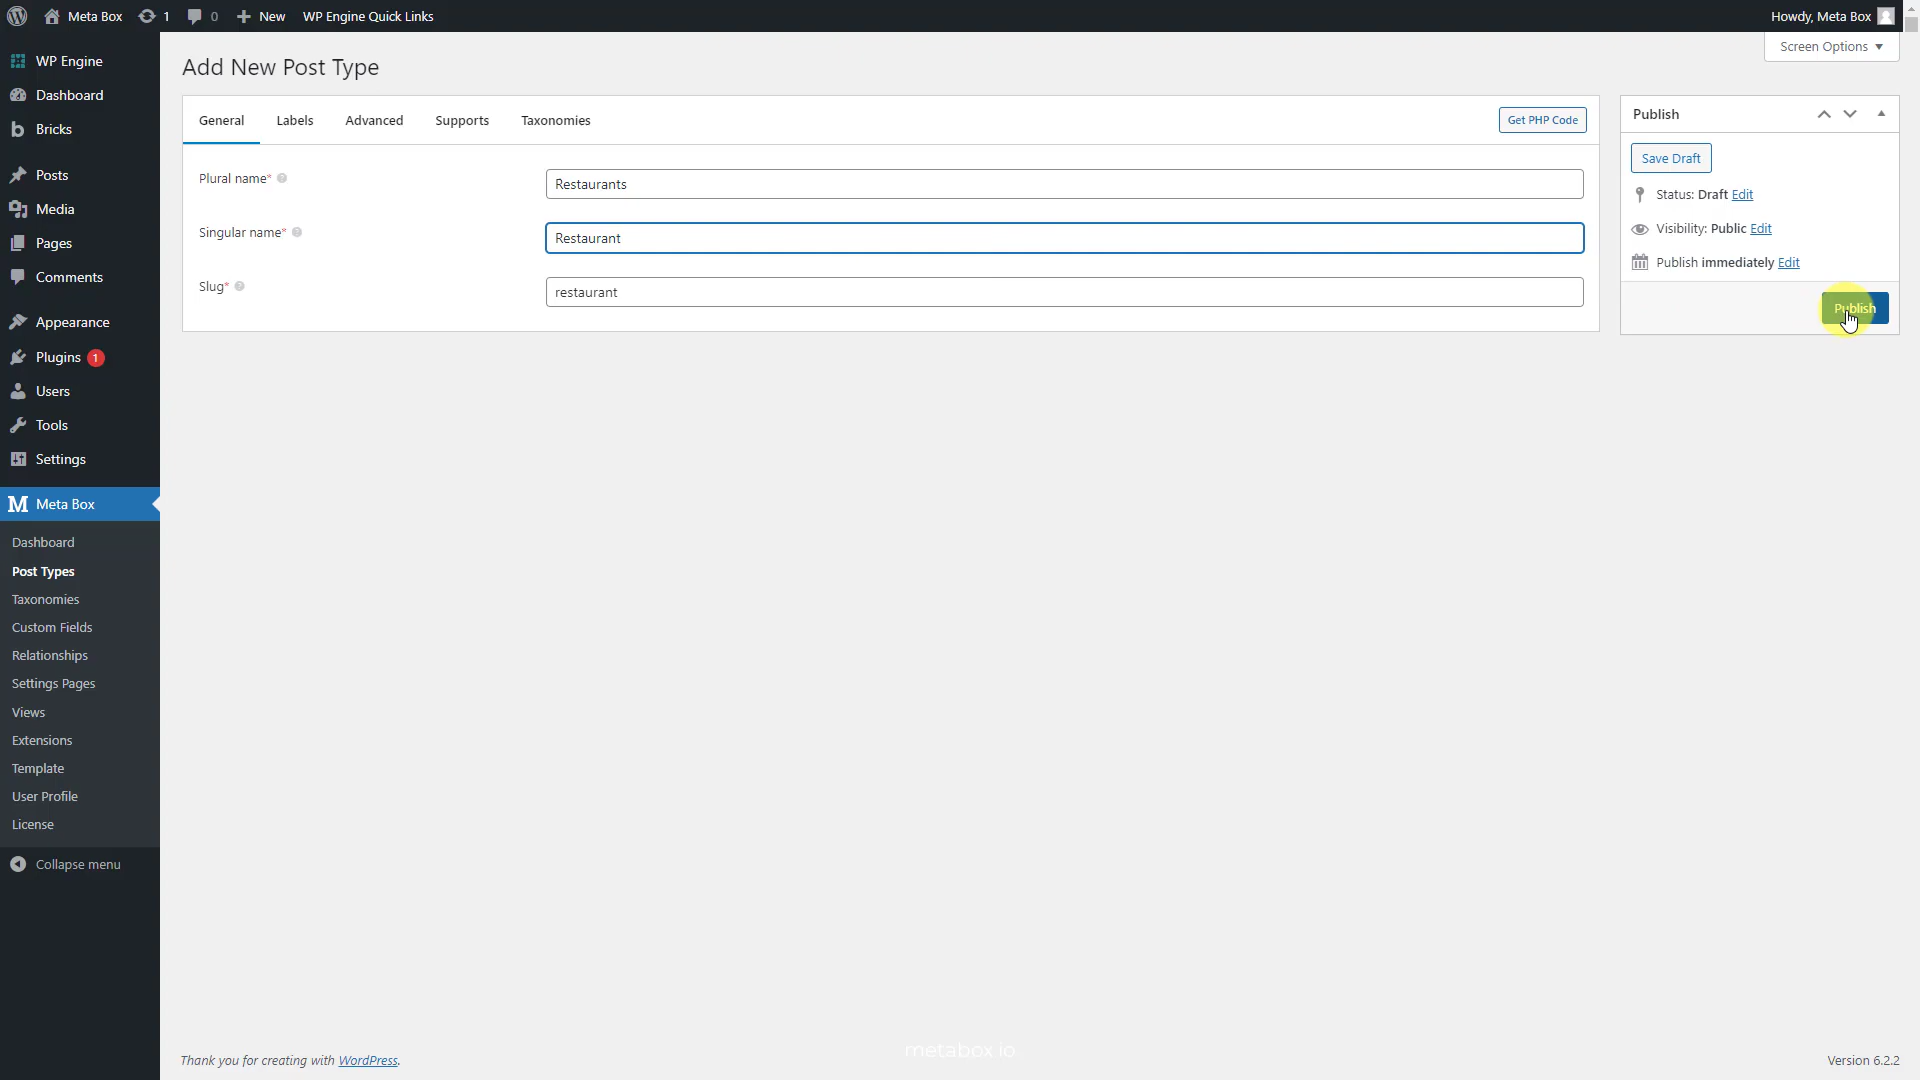 Meta Box 1 0 New WP Engine Quick Links Howdy, Meta Box
Screen Options
WP Engine
Dashboard
Bricks
Posts
Media
Pages
Comments
Appearance
Plugins 1
Users
Tools
Settings
M Meta Box
Dashboard
Post Types
Taxonomies
Custom Fields
Relationships
Settings Pages
Views
Extensions
Template
User Profile
License
Collapse menu
Add New Post Type
General Labels Advanced Supports Taxonomies Get PHP Code
Plural name* Restaurants
Singular name* Restaurant
Slug* restaurant
Publish
Save Draft
Status: Draft Edit
Visibility: Public Edit
Publish immediately Edit
Publish
metabox.io
Thank you for creating with WordPress. Version 6.2.2